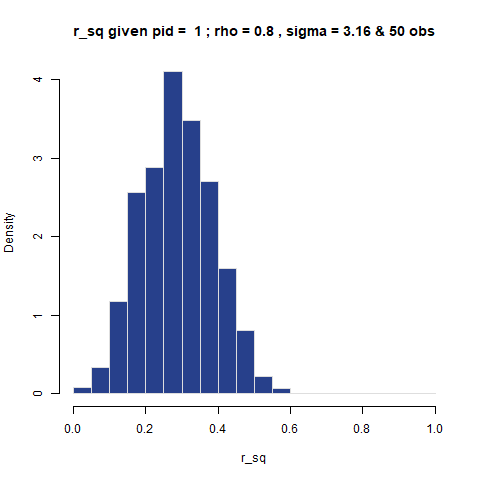 r_sq given pid =  1 ; rho = 0.8 , sigma = 3.16 & 50 obs
4
3
2
1
0
Density
0.0 0.2 0.4 0.6 0.8 1.0
r_sq